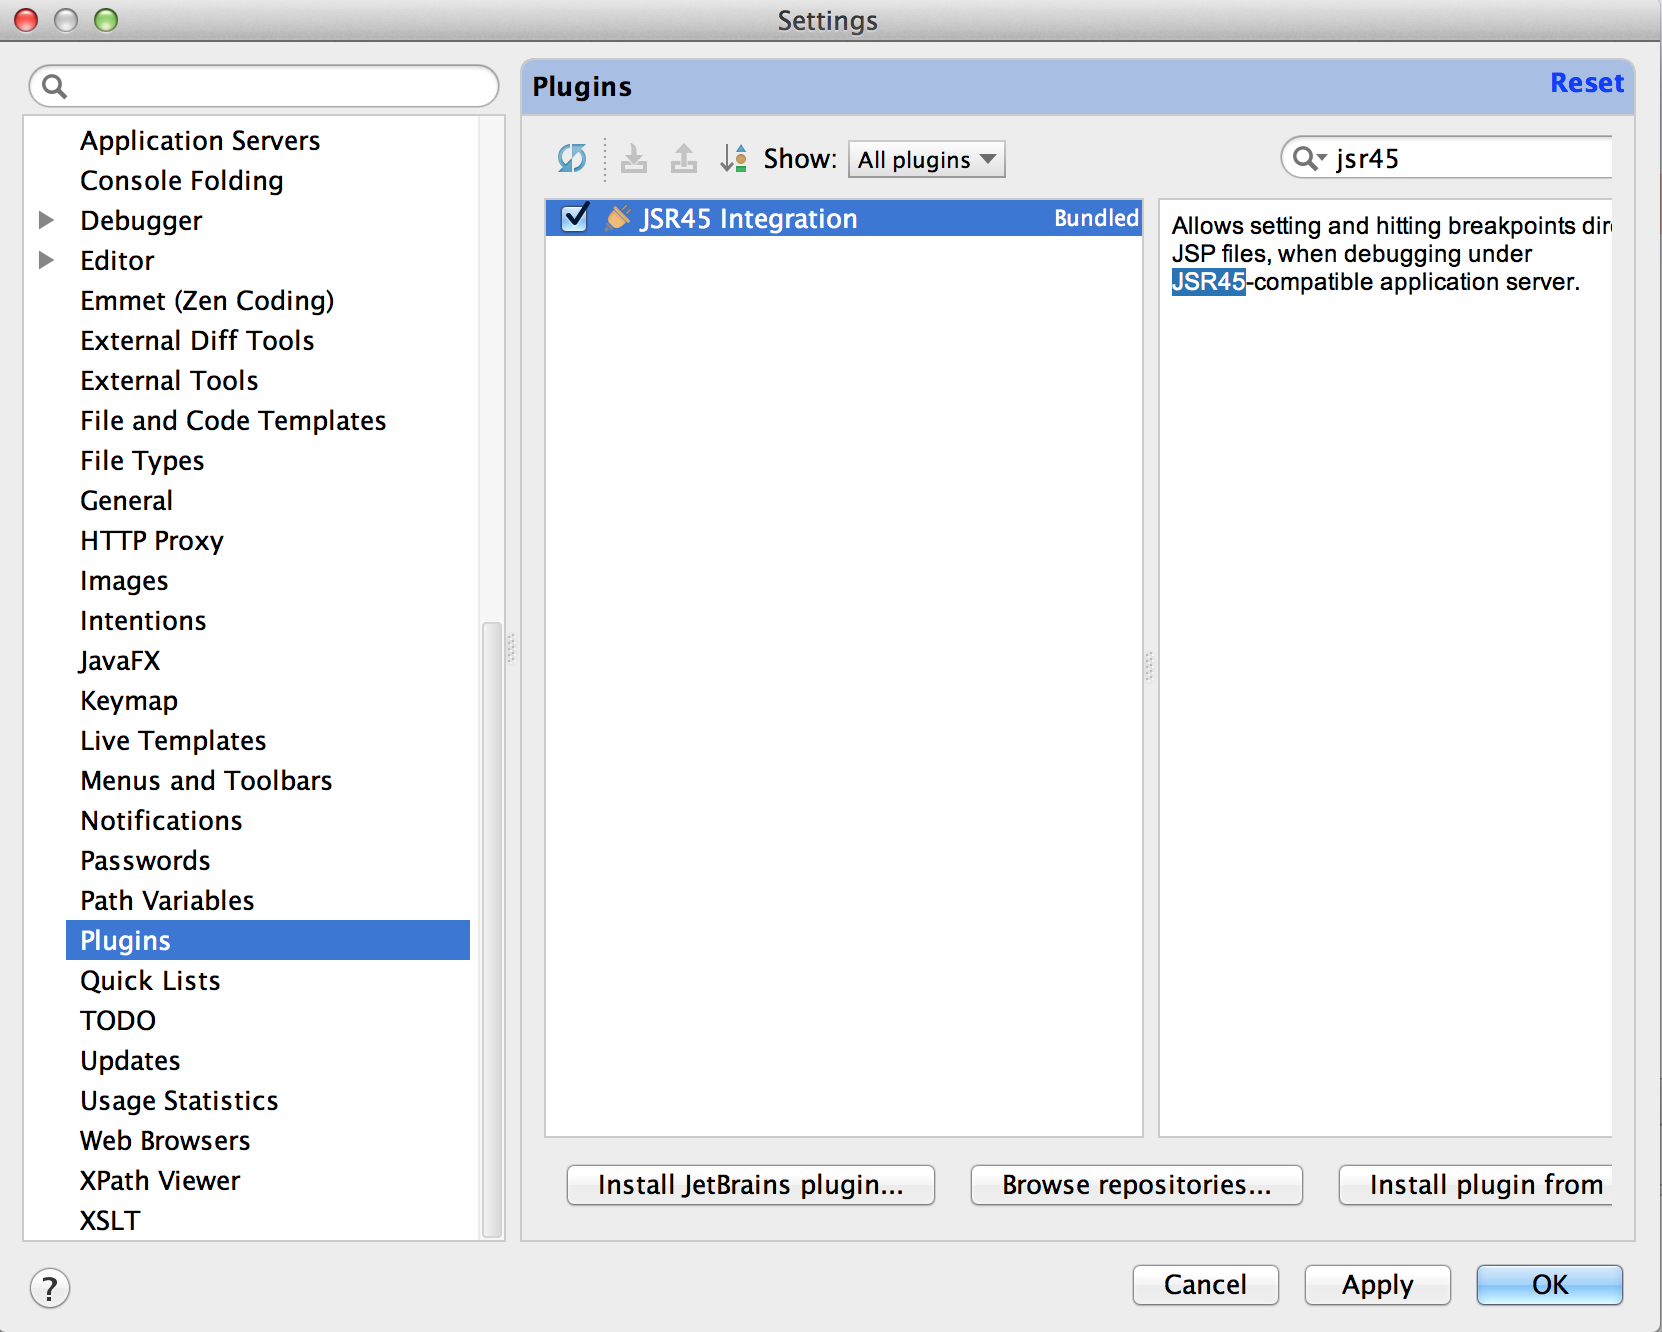 Settings
Application Servers
Console Folding
Debugger
Editor
Emmet (Zen Coding)
External Diff Tools
External Tools
File and Code Templates
File Types
General
HTTP Proxy
Images
Intentions
JavaFX
Keymap
Live Templates
Menus and Toolbars
Notifications
Passwords
Path Variables
Plugins
Quick Lists
TODO
Updates
Usage Statistics
Web Browsers
XPath Viewer
XSLT
Plugins
Reset
Show: All plugins
jsr45
JSR45 Integration Bundled
Allows setting and hitting breakpoints
JSP files, when debugging under
JSR45-compatible application server.
Install JetBrains plugin...
Browse repositories...
Install plugin from
?
Cancel
Apply
OK